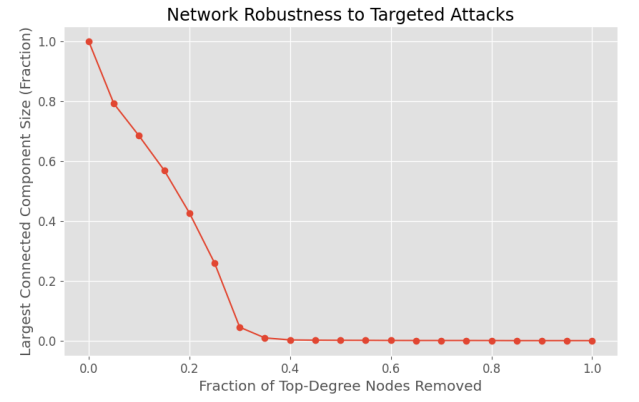 Network Robustness to Targeted Attacks
Largest Connected Component Size (Fraction)
1.0
0.8
0.6
0.4
0.2
0.0
0.0 0.2 0.4 0.6 0.8 1.0
Fraction of Top-Degree Nodes Removed